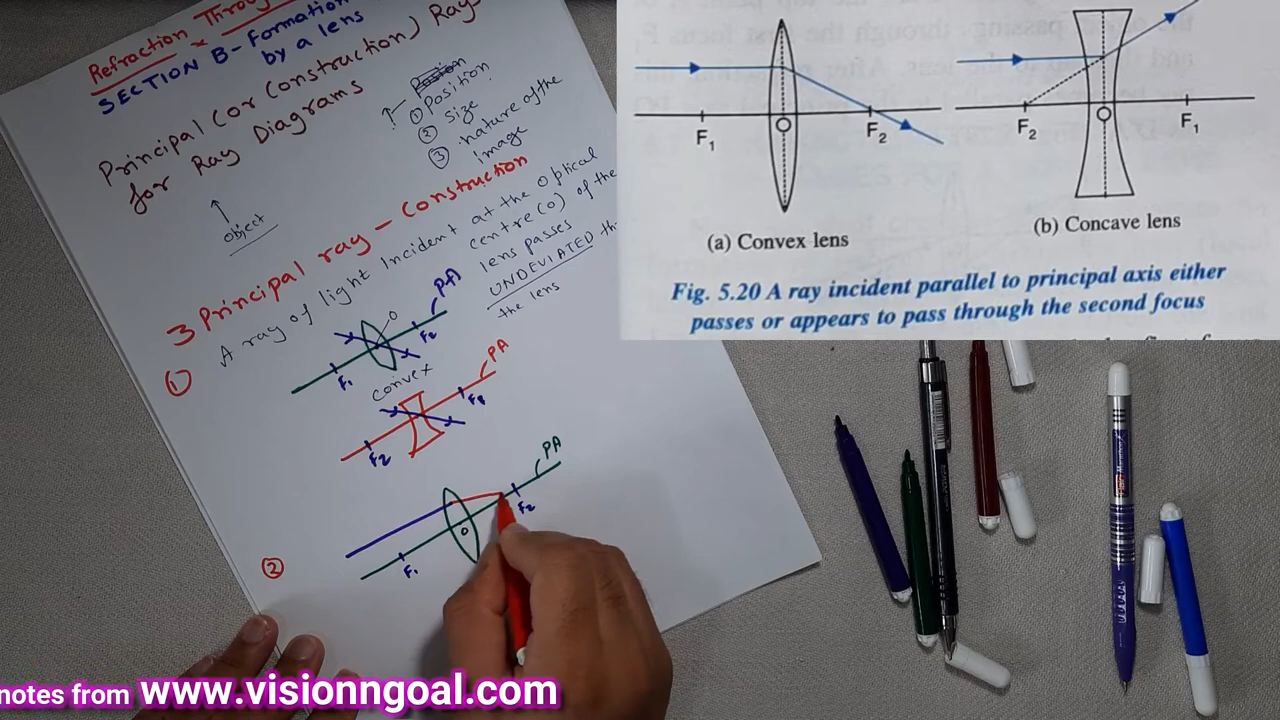 Refraction Throug
SECTION B- Formation
by a lens
Principal (or Construction) Rays
for Ray Diagrams
① Position
② Size
③ nature of the
image
object
3 Principal ray - Construction
① A ray of light Incident at the Optical
centre (o) of the
lens passes
UNDEVIATED th
the lens
O
F1
F2
PA
convex
F2
F1
PA
②
F1
O
F2
PA
F1
O
F2
F2
O
F1
(a) Convex lens
(b) Concave lens
Fig. 5.20 A ray incident parallel to principal axis either
passes or appears to pass through the second focus
notes from www.visionngoal.com